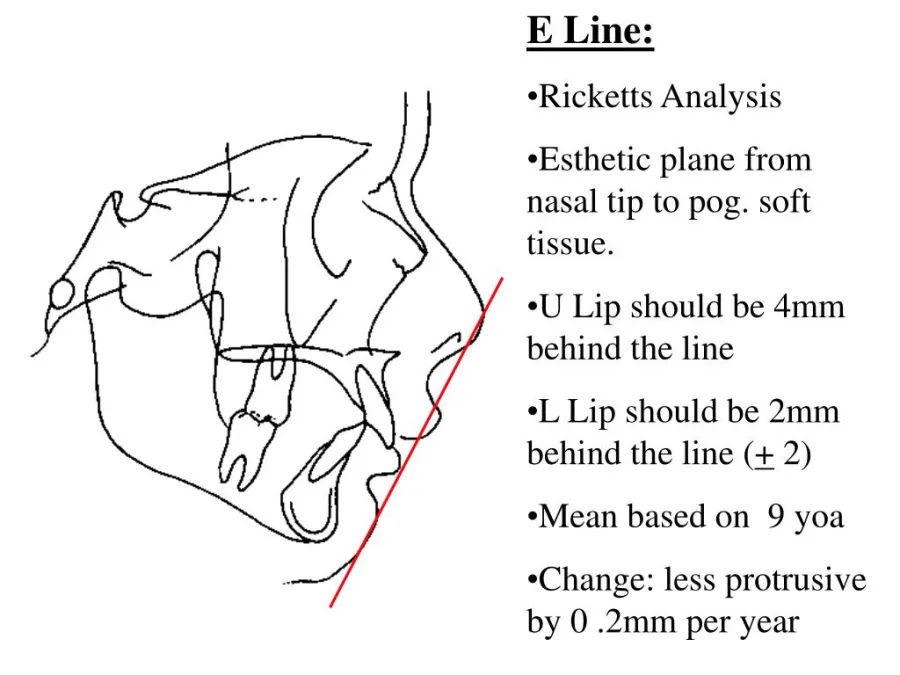 E Line:
•Ricketts Analysis
•Esthetic plane from
nasal tip to pog. soft
tissue.
•U Lip should be 4mm
behind the line
•L Lip should be 2mm
behind the line (+ 2)
•Mean based on  9 yoa
•Change: less protrusive
by 0 .2mm per year